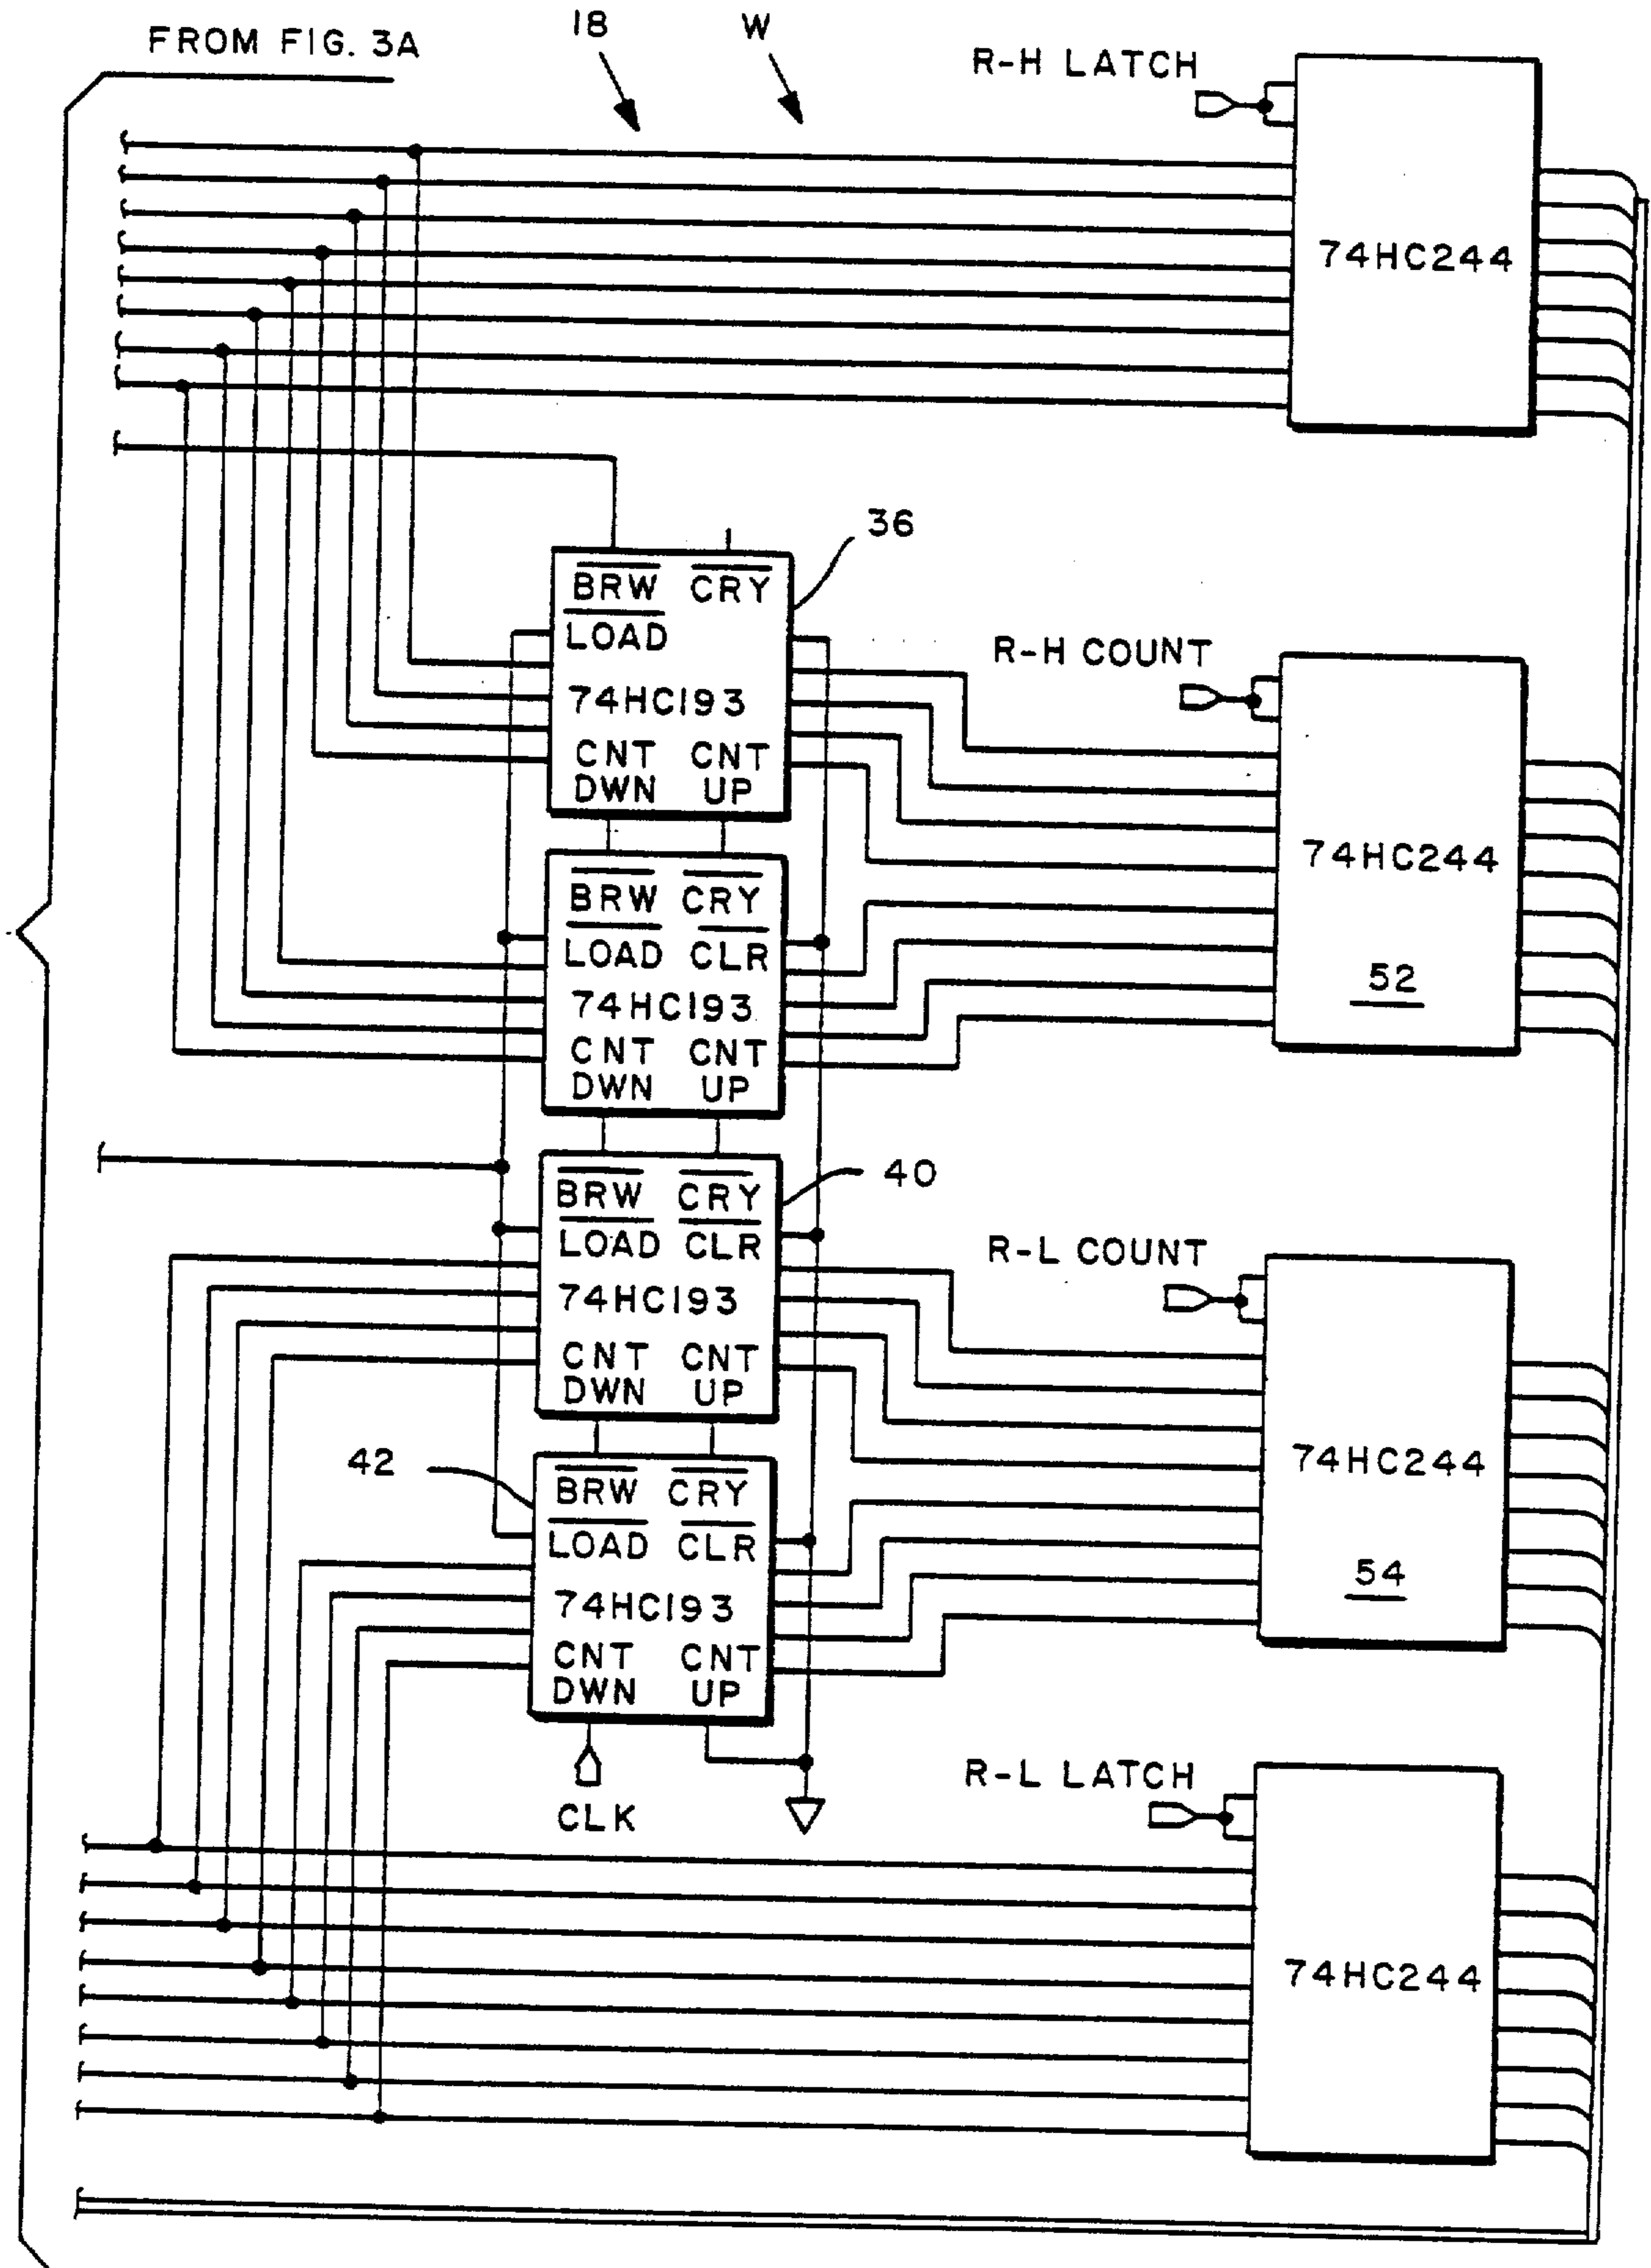 FROM FIG. 3A
18
W
R-H LATCH
74HC244
36
BRW CRY
LOAD
74HC193
CNT CNT
DWN UP
R-H COUNT
74HC244
52
BRW CRY
LOAD CLR
74HC193
CNT CNT
DWN UP
40
BRW CRY
LOAD CLR
74HC193
CNT CNT
DWN UP
R-L COUNT
74HC244
54
42
BRW CRY
LOAD CLR
74HC193
CNT CNT
DWN UP
CLK
R-L LATCH
74HC244